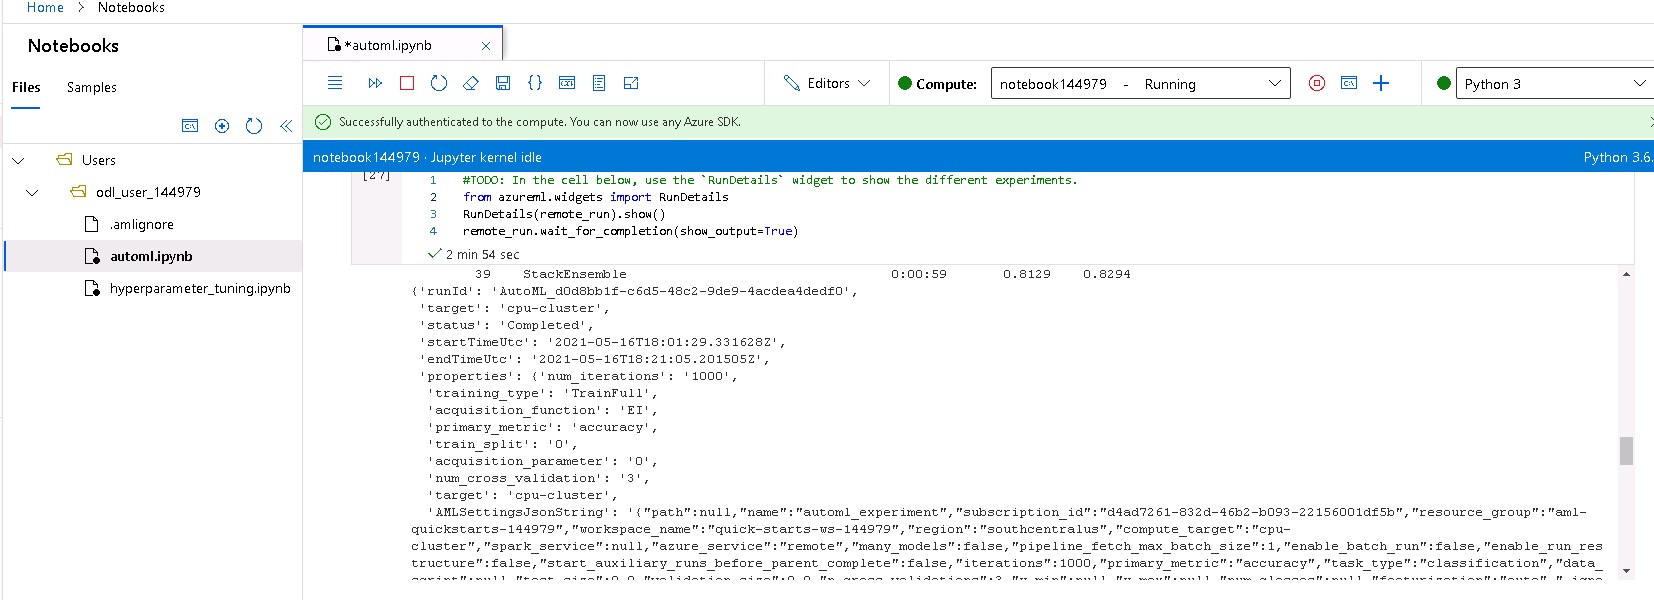 Home > Notebooks
Notebooks
Files Samples
Users
odl_user_144979
.amlignore
automl.ipynb
hyperparameter_tuning.ipynb
*automl.ipynb ×
Editors
Compute: notebook144979 - Running
Python 3
Successfully authenticated to the compute. You can now use any Azure SDK.
notebook144979 · Jupyter kernel idle Python 3.6.
[27]
1 #TODO: In the cell below, use the `RunDetails` widget to show the different experiments.
2 from azureml.widgets import RunDetails
3 RunDetails(remote_run).show()
4 remote_run.wait_for_completion(show_output=True)
2 min 54 sec
39 StackEnsemble 0:00:59 0.8129 0.8294
{'runId': 'AutoML_d0d8bb1f-c6d5-48c2-9de9-4acdea4dedf0',
'target': 'cpu-cluster',
'status': 'Completed',
'startTimeUtc': '2021-05-16T18:01:29.331628Z',
'endTimeUtc': '2021-05-16T18:21:05.201505Z',
'properties': {'num_iterations': '1000',
'training_type': 'TrainFull',
'acquisition_function': 'EI',
'primary_metric': 'accuracy',
'train_split': '0',
'acquisition_parameter': '0',
'num_cross_validation': '3',
'target': 'cpu-cluster',
'AMLSettingsJsonString': '{"path":null,"name":"automl_experiment","subscription_id":"d4ad7261-832d-46b2-b093-22156001df5b","resource_group":"aml-
quickstarts-144979","workspace_name":"quick-starts-ws-144979","region":"southcentralus","compute_target":"cpu-
cluster","spark_service":null,"azure_service":"remote","many_models":false,"pipeline_fetch_max_batch_size":1,"enable_batch_run":false,"enable_run_res
tructure":false,"start_auxiliary_runs_before_parent_complete":false,"iterations":1000,"primary_metric":"accuracy","task_type":"classification","data_